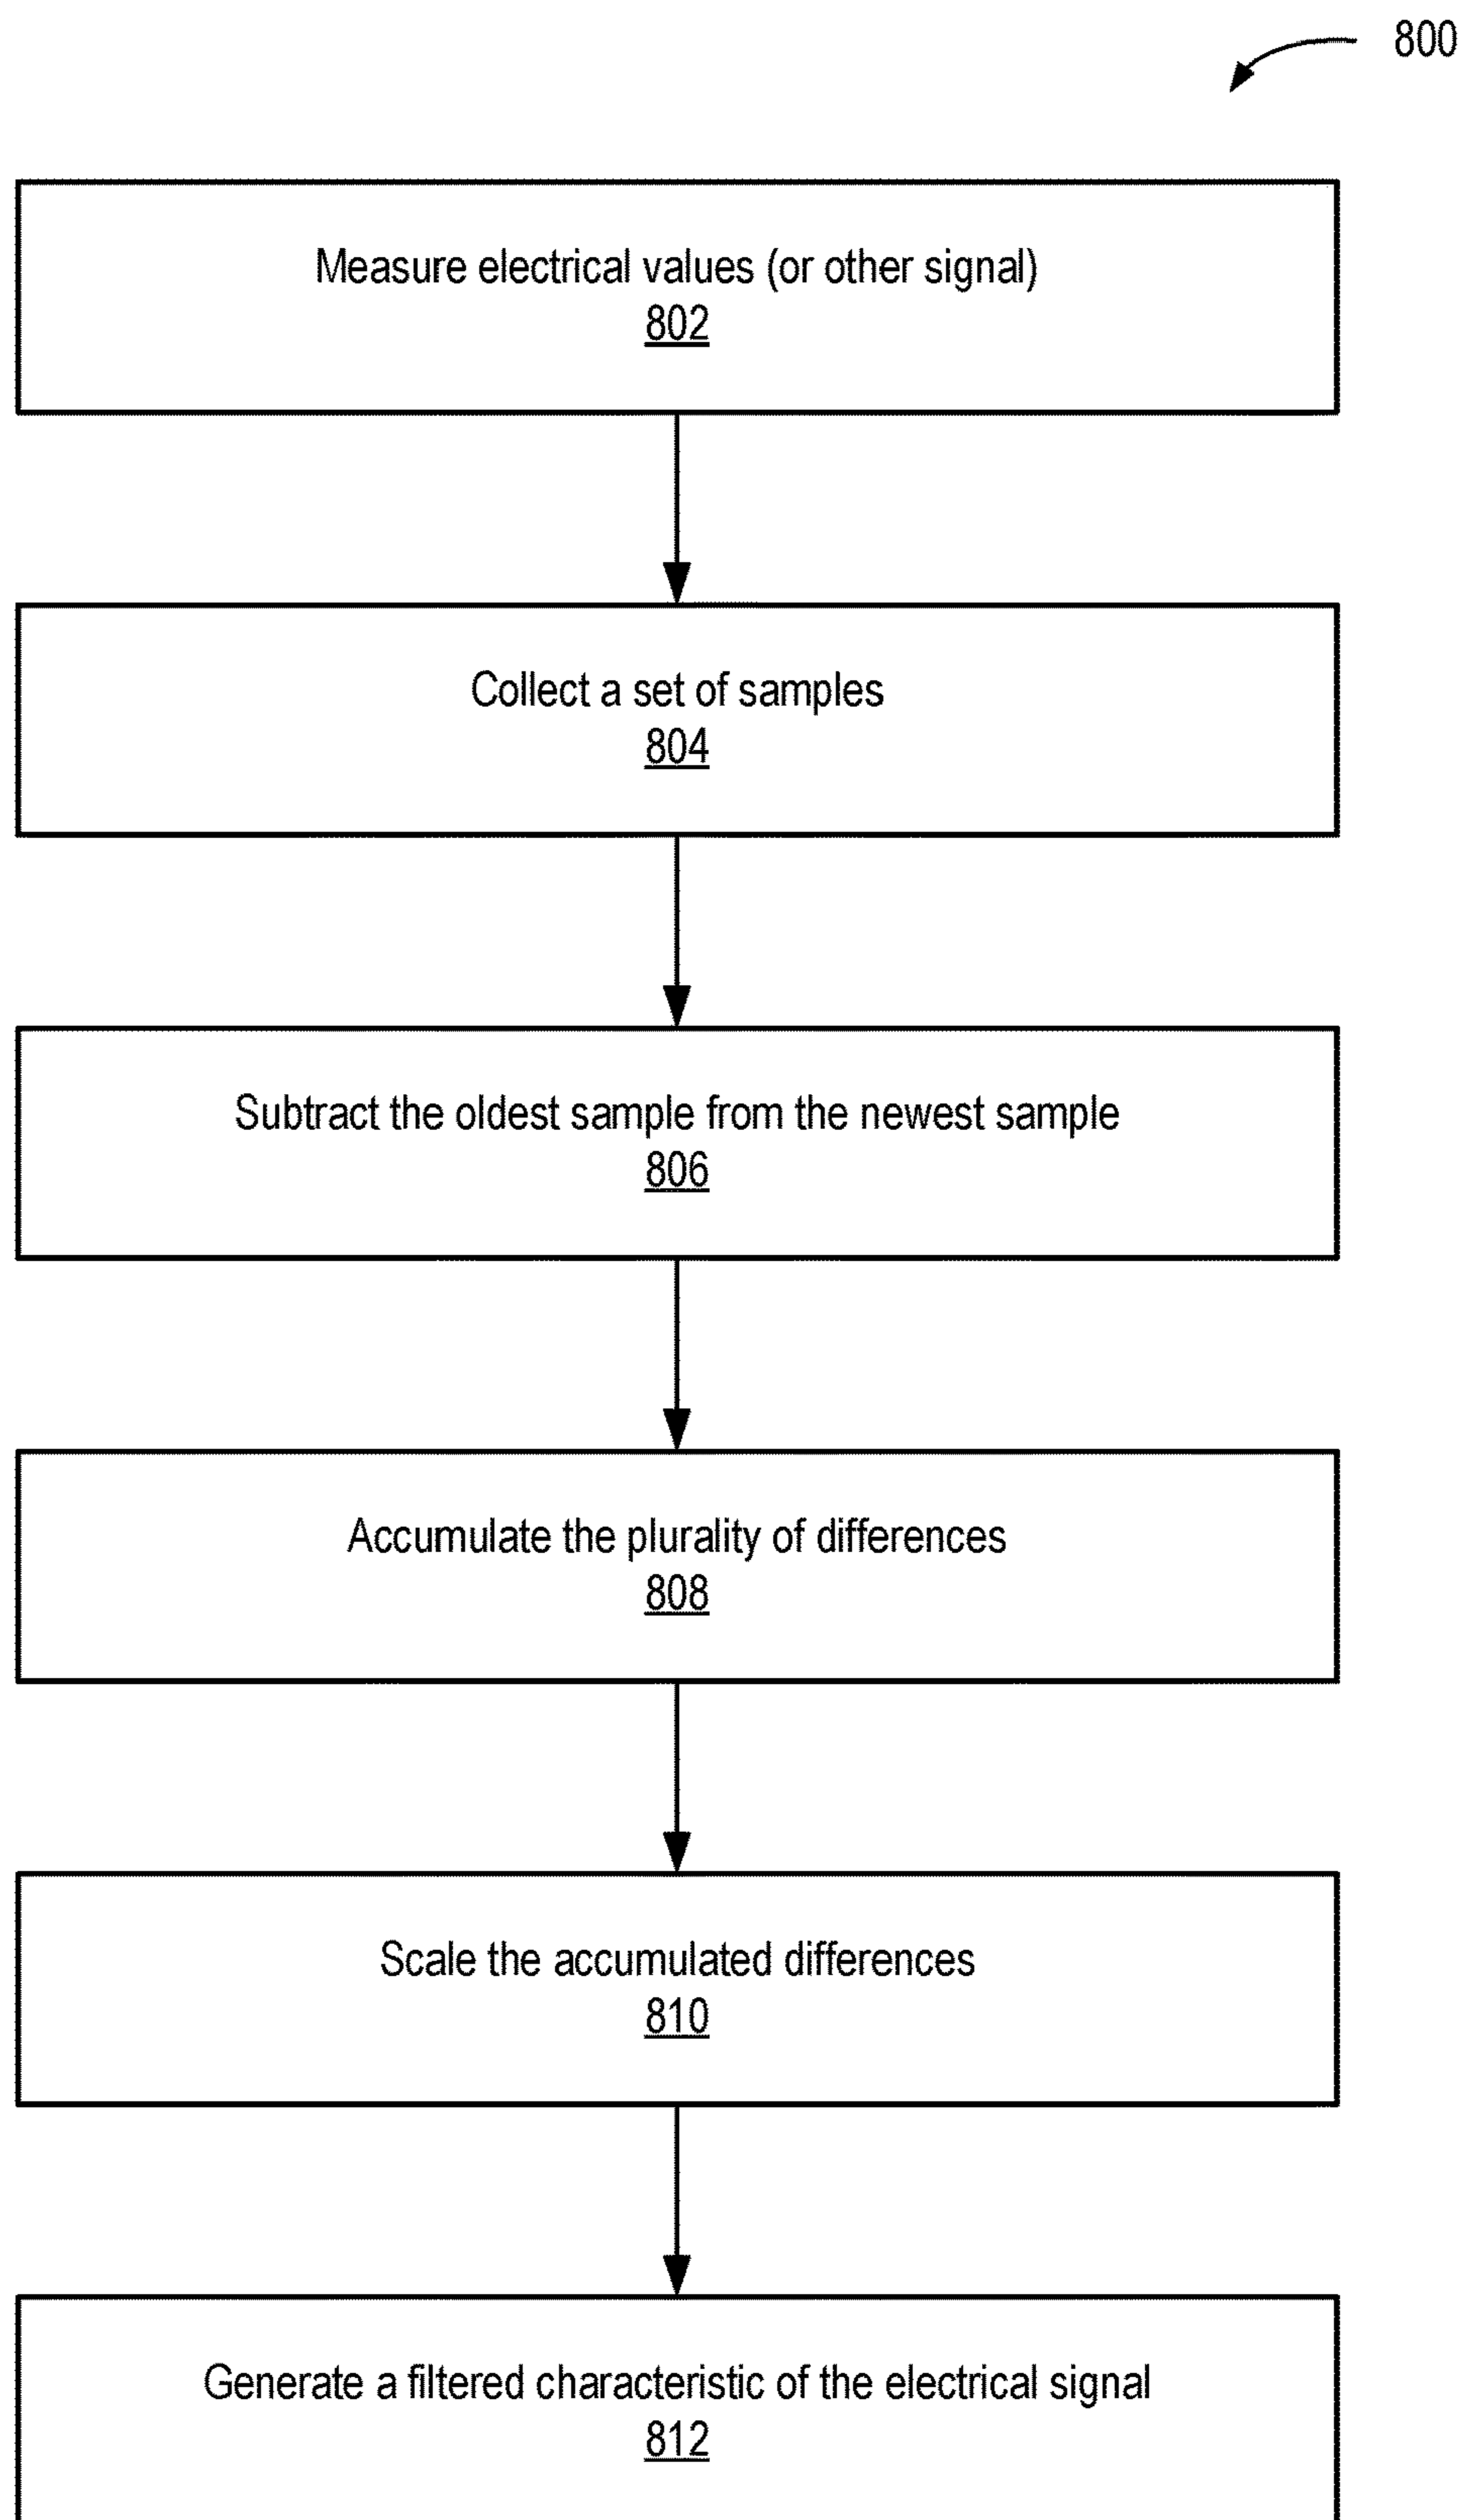 800
Measure electrical values (or other signal)
802
Collect a set of samples
804
Subtract the oldest sample from the newest sample
806
Accumulate the plurality of differences
808
Scale the accumulated differences
810
Generate a filtered characteristic of the electrical signal
812